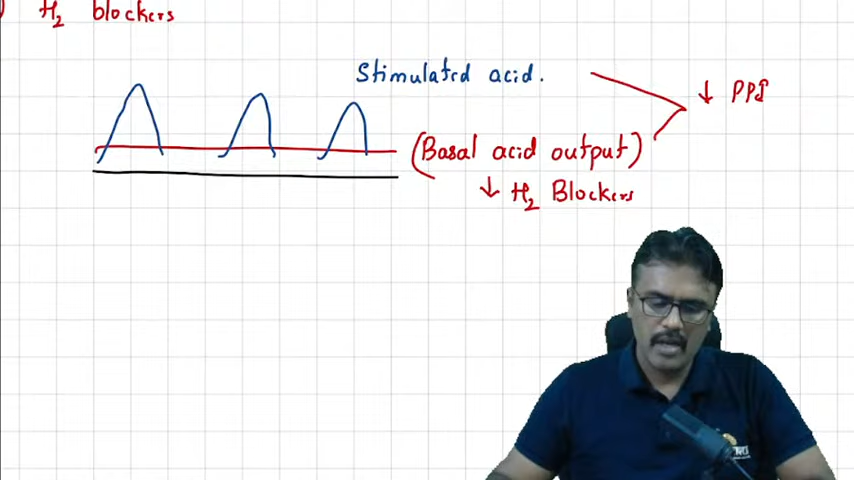 H₂ blockers
Stimulated acid.
↓ PPI
(Basal acid output)
↓ H₂ Blockers